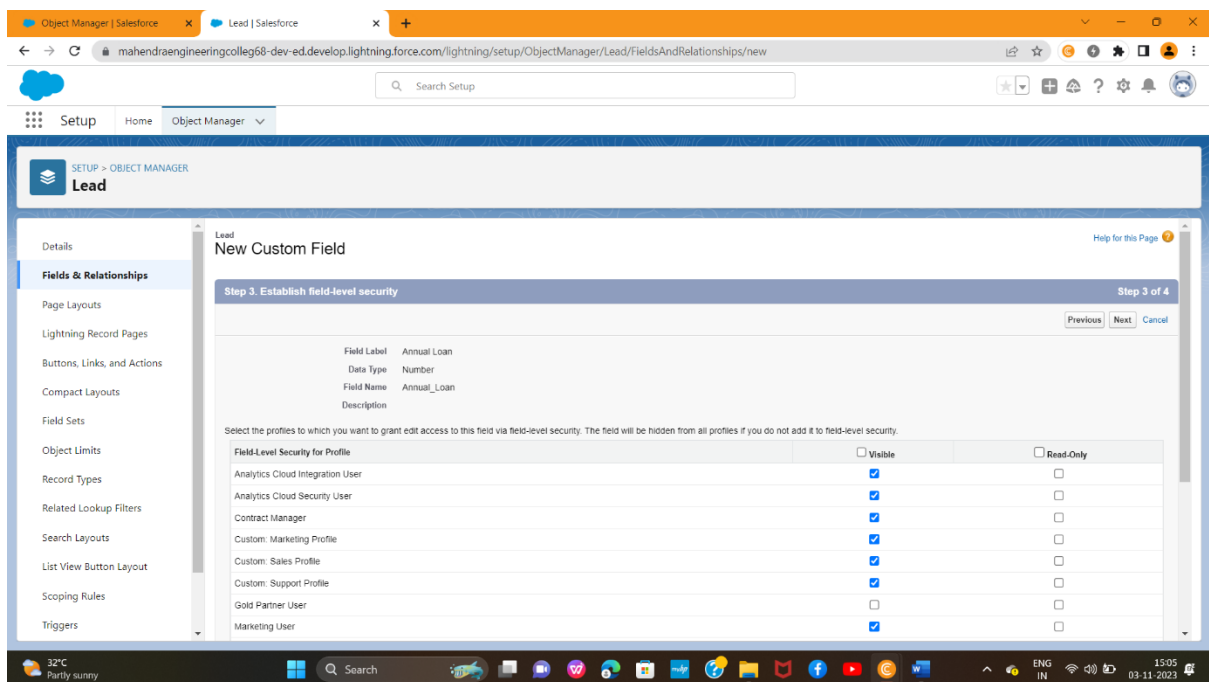 Object Manager | Salesforce
Lead | Salesforce
mahendraengineeringcolleg68-dev-ed.develop.lightning.force.com/lightning/setup/ObjectManager/Lead/FieldsAndRelationships/new
Search Setup
Setup
Home
Object Manager
SETUP > OBJECT MANAGER
Lead
Details
Fields & Relationships
Page Layouts
Lightning Record Pages
Buttons, Links, and Actions
Compact Layouts
Field Sets
Object Limits
Record Types
Related Lookup Filters
Search Layouts
List View Button Layout
Scoping Rules
Triggers
Lead
New Custom Field
Help for this Page
Step 3. Establish field-level security
Step 3 of 4
Previous Next Cancel
Field Label Annual Loan
Data Type Number
Field Name Annual_Loan
Description
Select the profiles to which you want to grant edit access to this field via field-level security. The field will be hidden from all profiles if you do not add it to field-level security.
Field-Level Security for Profile Visible Read-Only
Analytics Cloud Integration User
Analytics Cloud Security User
Contract Manager
Custom: Marketing Profile
Custom: Sales Profile
Custom: Support Profile
Gold Partner User
Marketing User
32°C
Partly sunny
Search
ENG
IN
15:05
03-11-2023